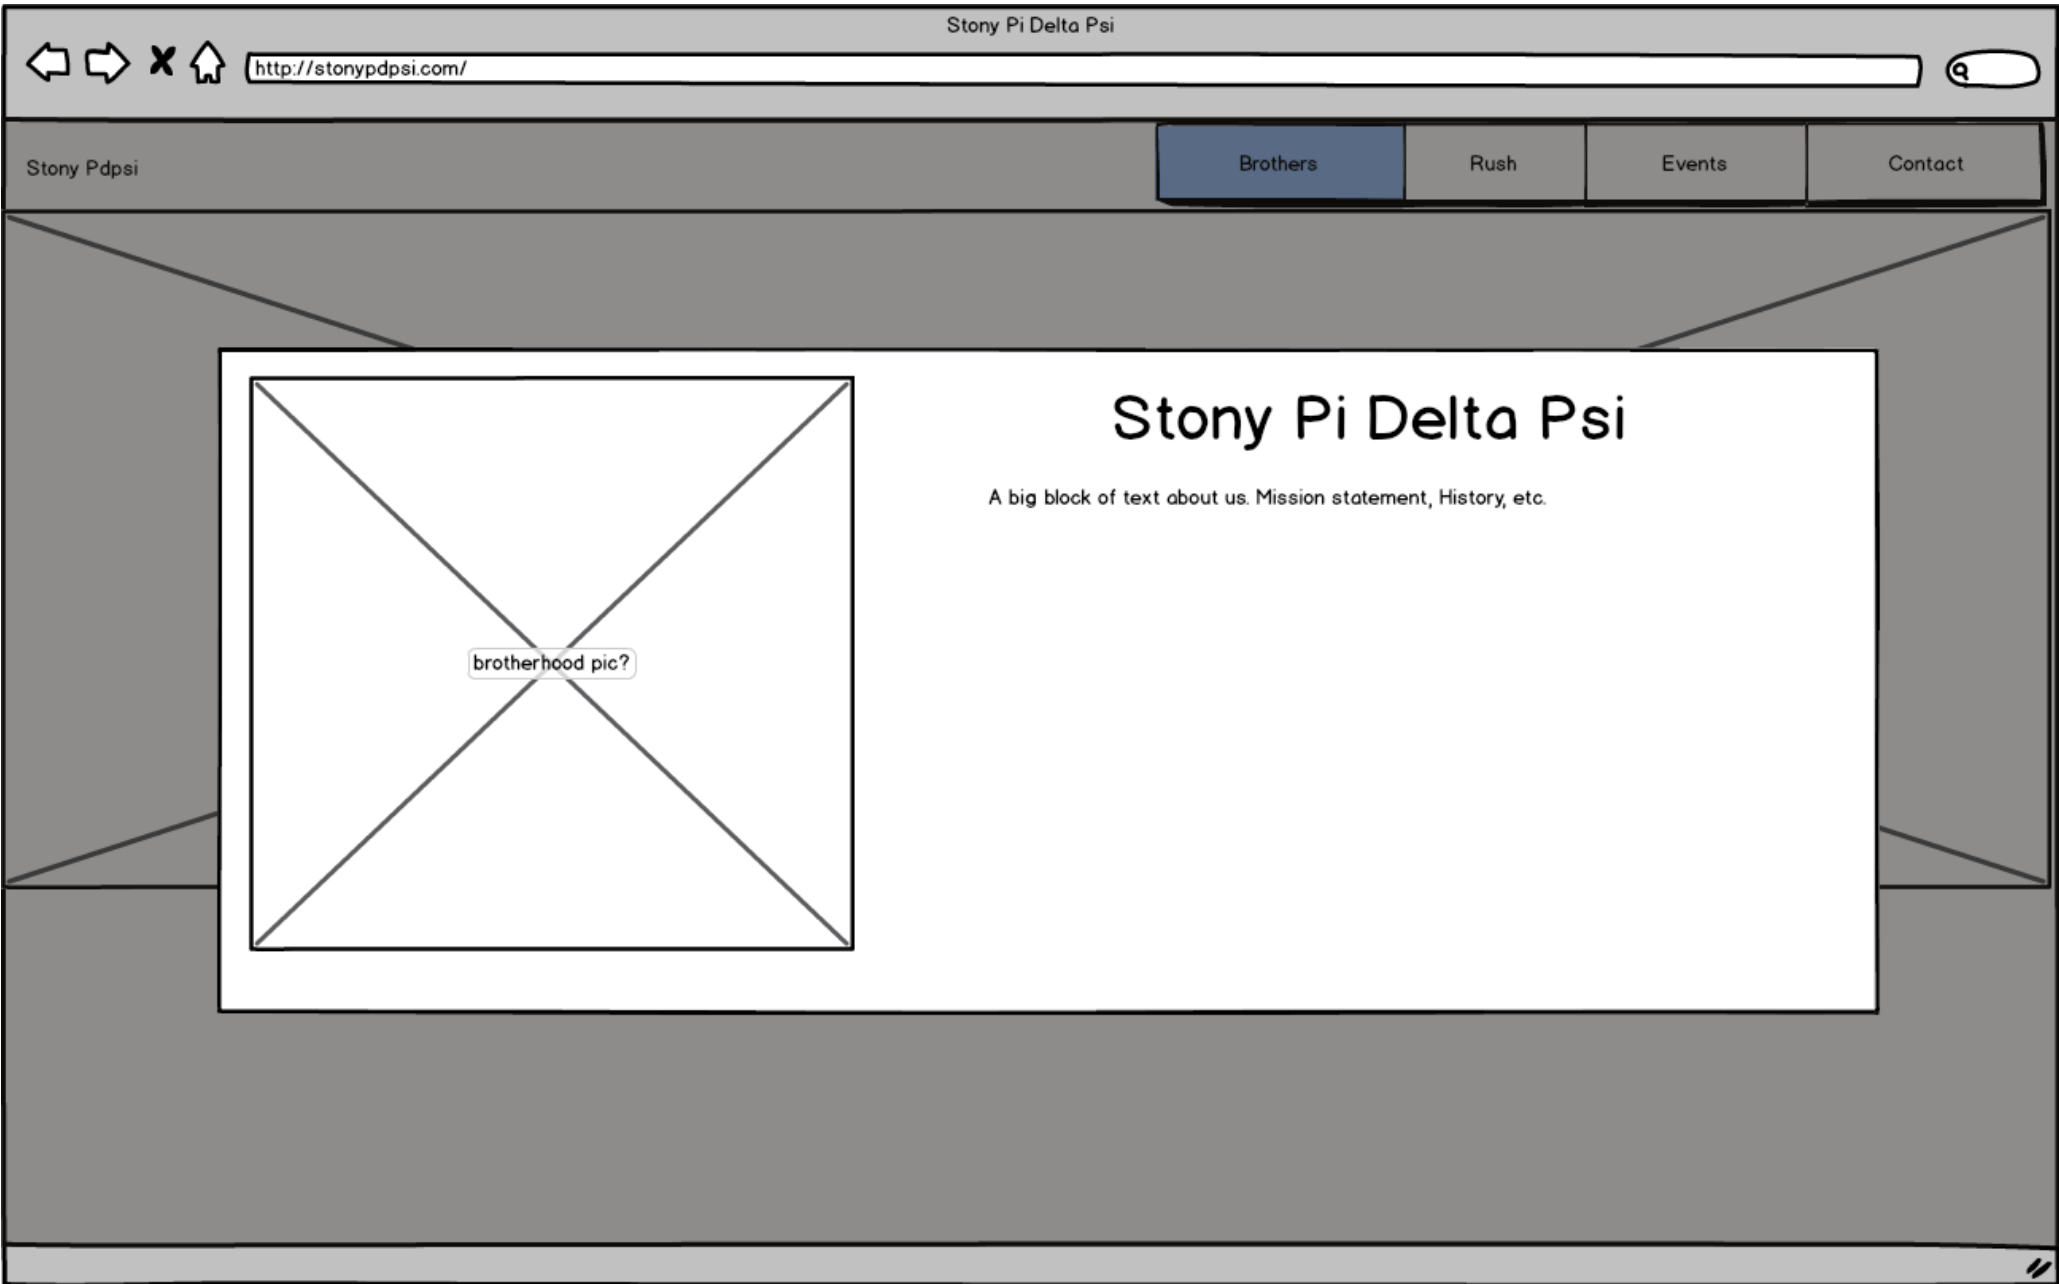 Stony Pi Delta Psi
http://stonypdpsi.com/
Stony Pdpsi
Brothers
Rush
Events
Contact
Stony Pi Delta Psi
A big block of text about us. Mission statement, History, etc.
brotherhood pic?